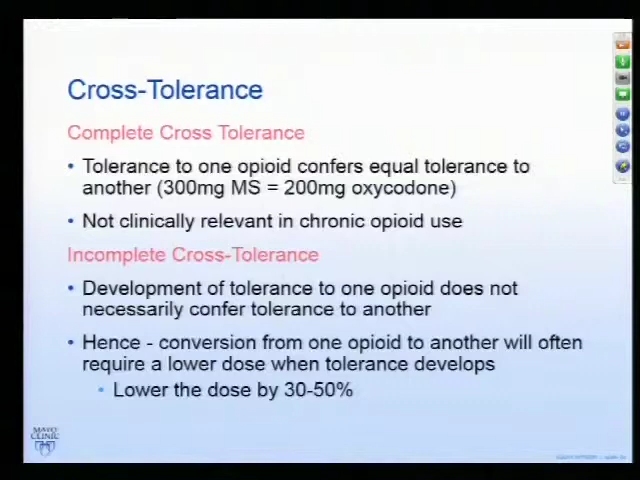 Cross-Tolerance
Complete Cross Tolerance
• Tolerance to one opioid confers equal tolerance to
another (300mg MS = 200mg oxycodone)
• Not clinically relevant in chronic opioid use
Incomplete Cross-Tolerance
• Development of tolerance to one opioid does not
necessarily confer tolerance to another
• Hence - conversion from one opioid to another will often
require a lower dose when tolerance develops
• Lower the dose by 30-50%
MAYO
CLINIC